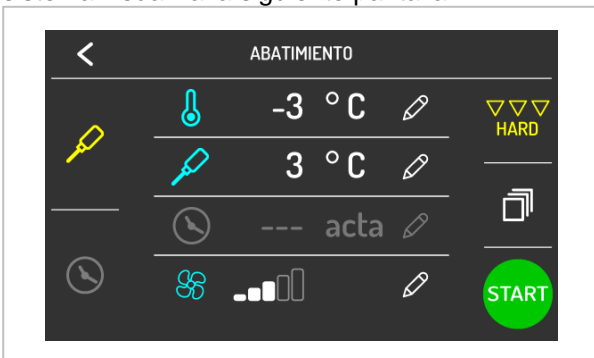 ABATIMIENTO
-3 °C
HARD
3 °C
--- acta
START